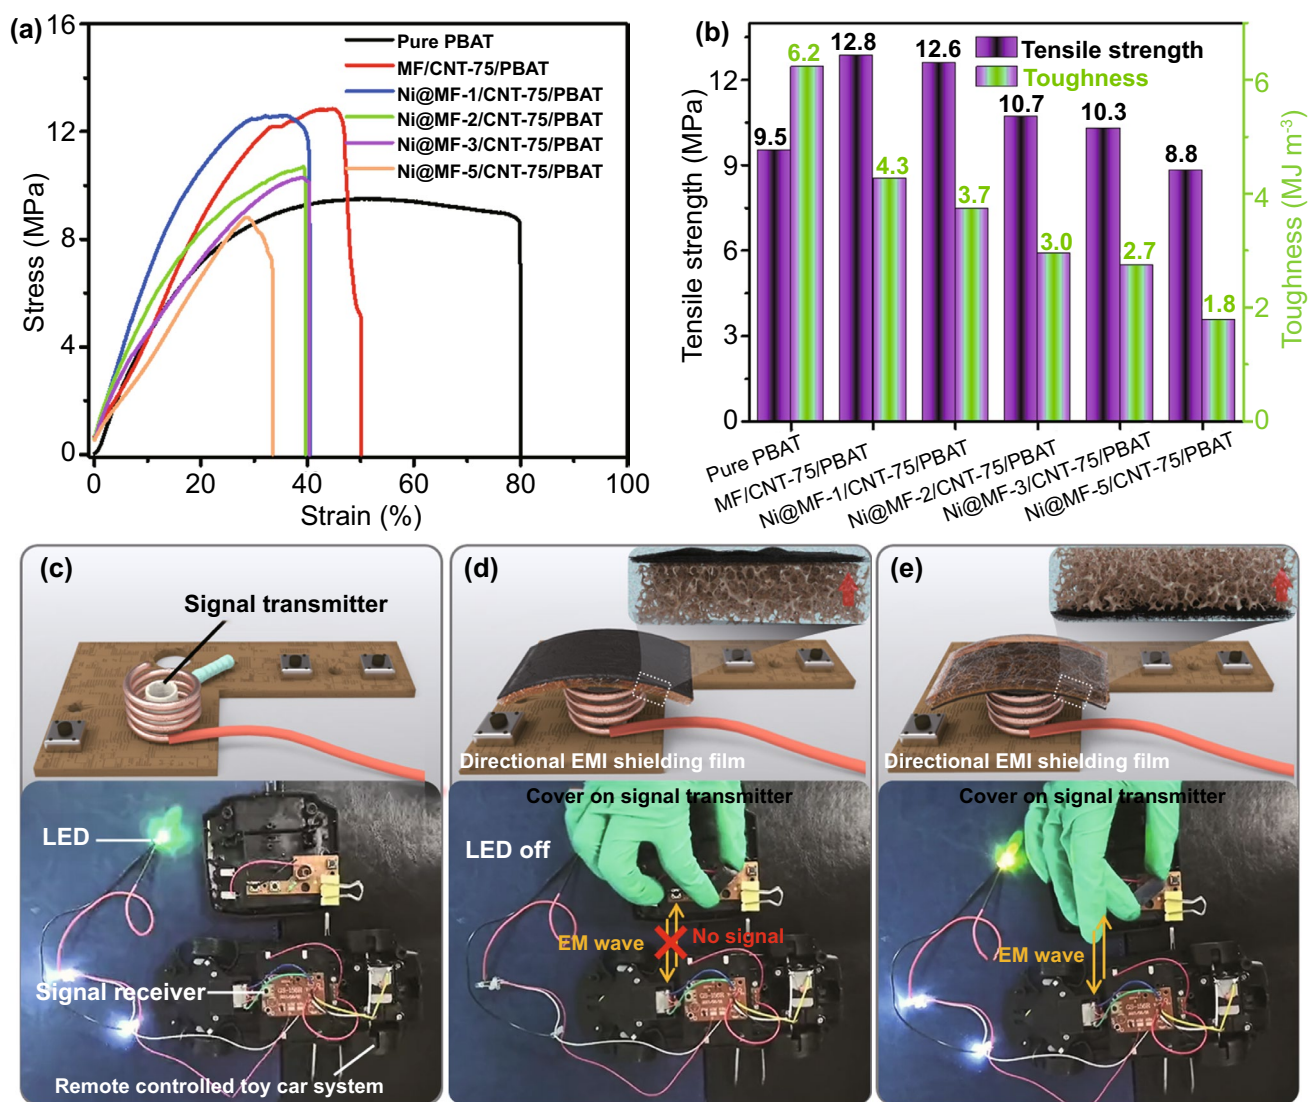 (a)
16
12
8
4
0
Stress (MPa)
0 20 40 60 80 100
Strain (%)
Pure PBAT
MF/CNT-75/PBAT
Ni@MF-1/CNT-75/PBAT
Ni@MF-2/CNT-75/PBAT
Ni@MF-3/CNT-75/PBAT
Ni@MF-5/CNT-75/PBAT
(b)
Tensile strength
Toughness
12
9
6
3
0
Tensile strength (MPa)
9.5 6.2 12.8 4.3 12.6 3.7 10.7 3.0 10.3 2.7 8.8 1.8
6
4
2
0
Toughness (MJ m⁻³)
Pure PBAT
MF/CNT-75/PBAT
Ni@MF-1/CNT-75/PBAT
Ni@MF-2/CNT-75/PBAT
Ni@MF-3/CNT-75/PBAT
Ni@MF-5/CNT-75/PBAT
(c)
Signal transmitter
LED
Signal receiver
Remote controlled toy car system
(d)
Directional EMI shielding film
Cover on signal transmitter
LED off
EM wave
No signal
(e)
Directional EMI shielding film
Cover on signal transmitter
EM wave